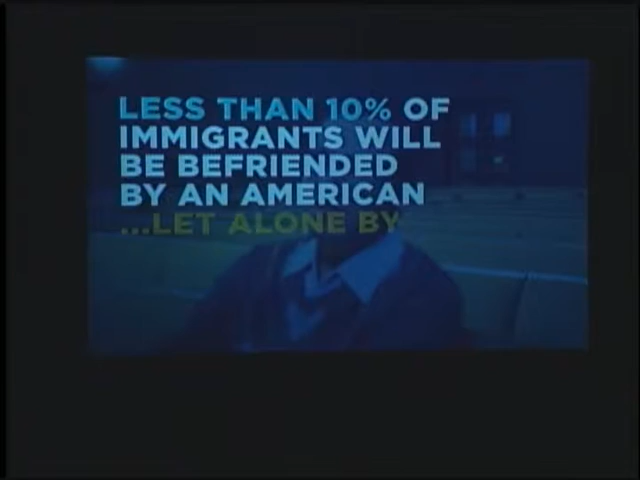 LESS THAN 10% OF
IMMIGRANTS WILL
BE BEFRIENDED
BY AN AMERICAN
...LET ALONE BY